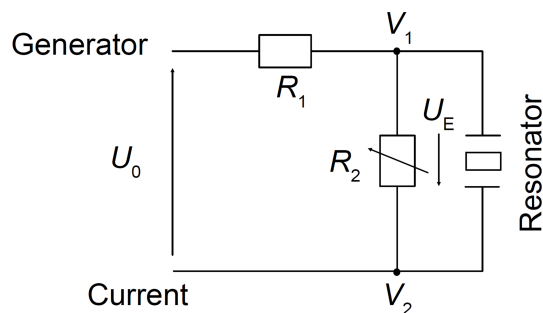 Generator
V1
R1
U0
R2
UE
Resonator
Current
V2